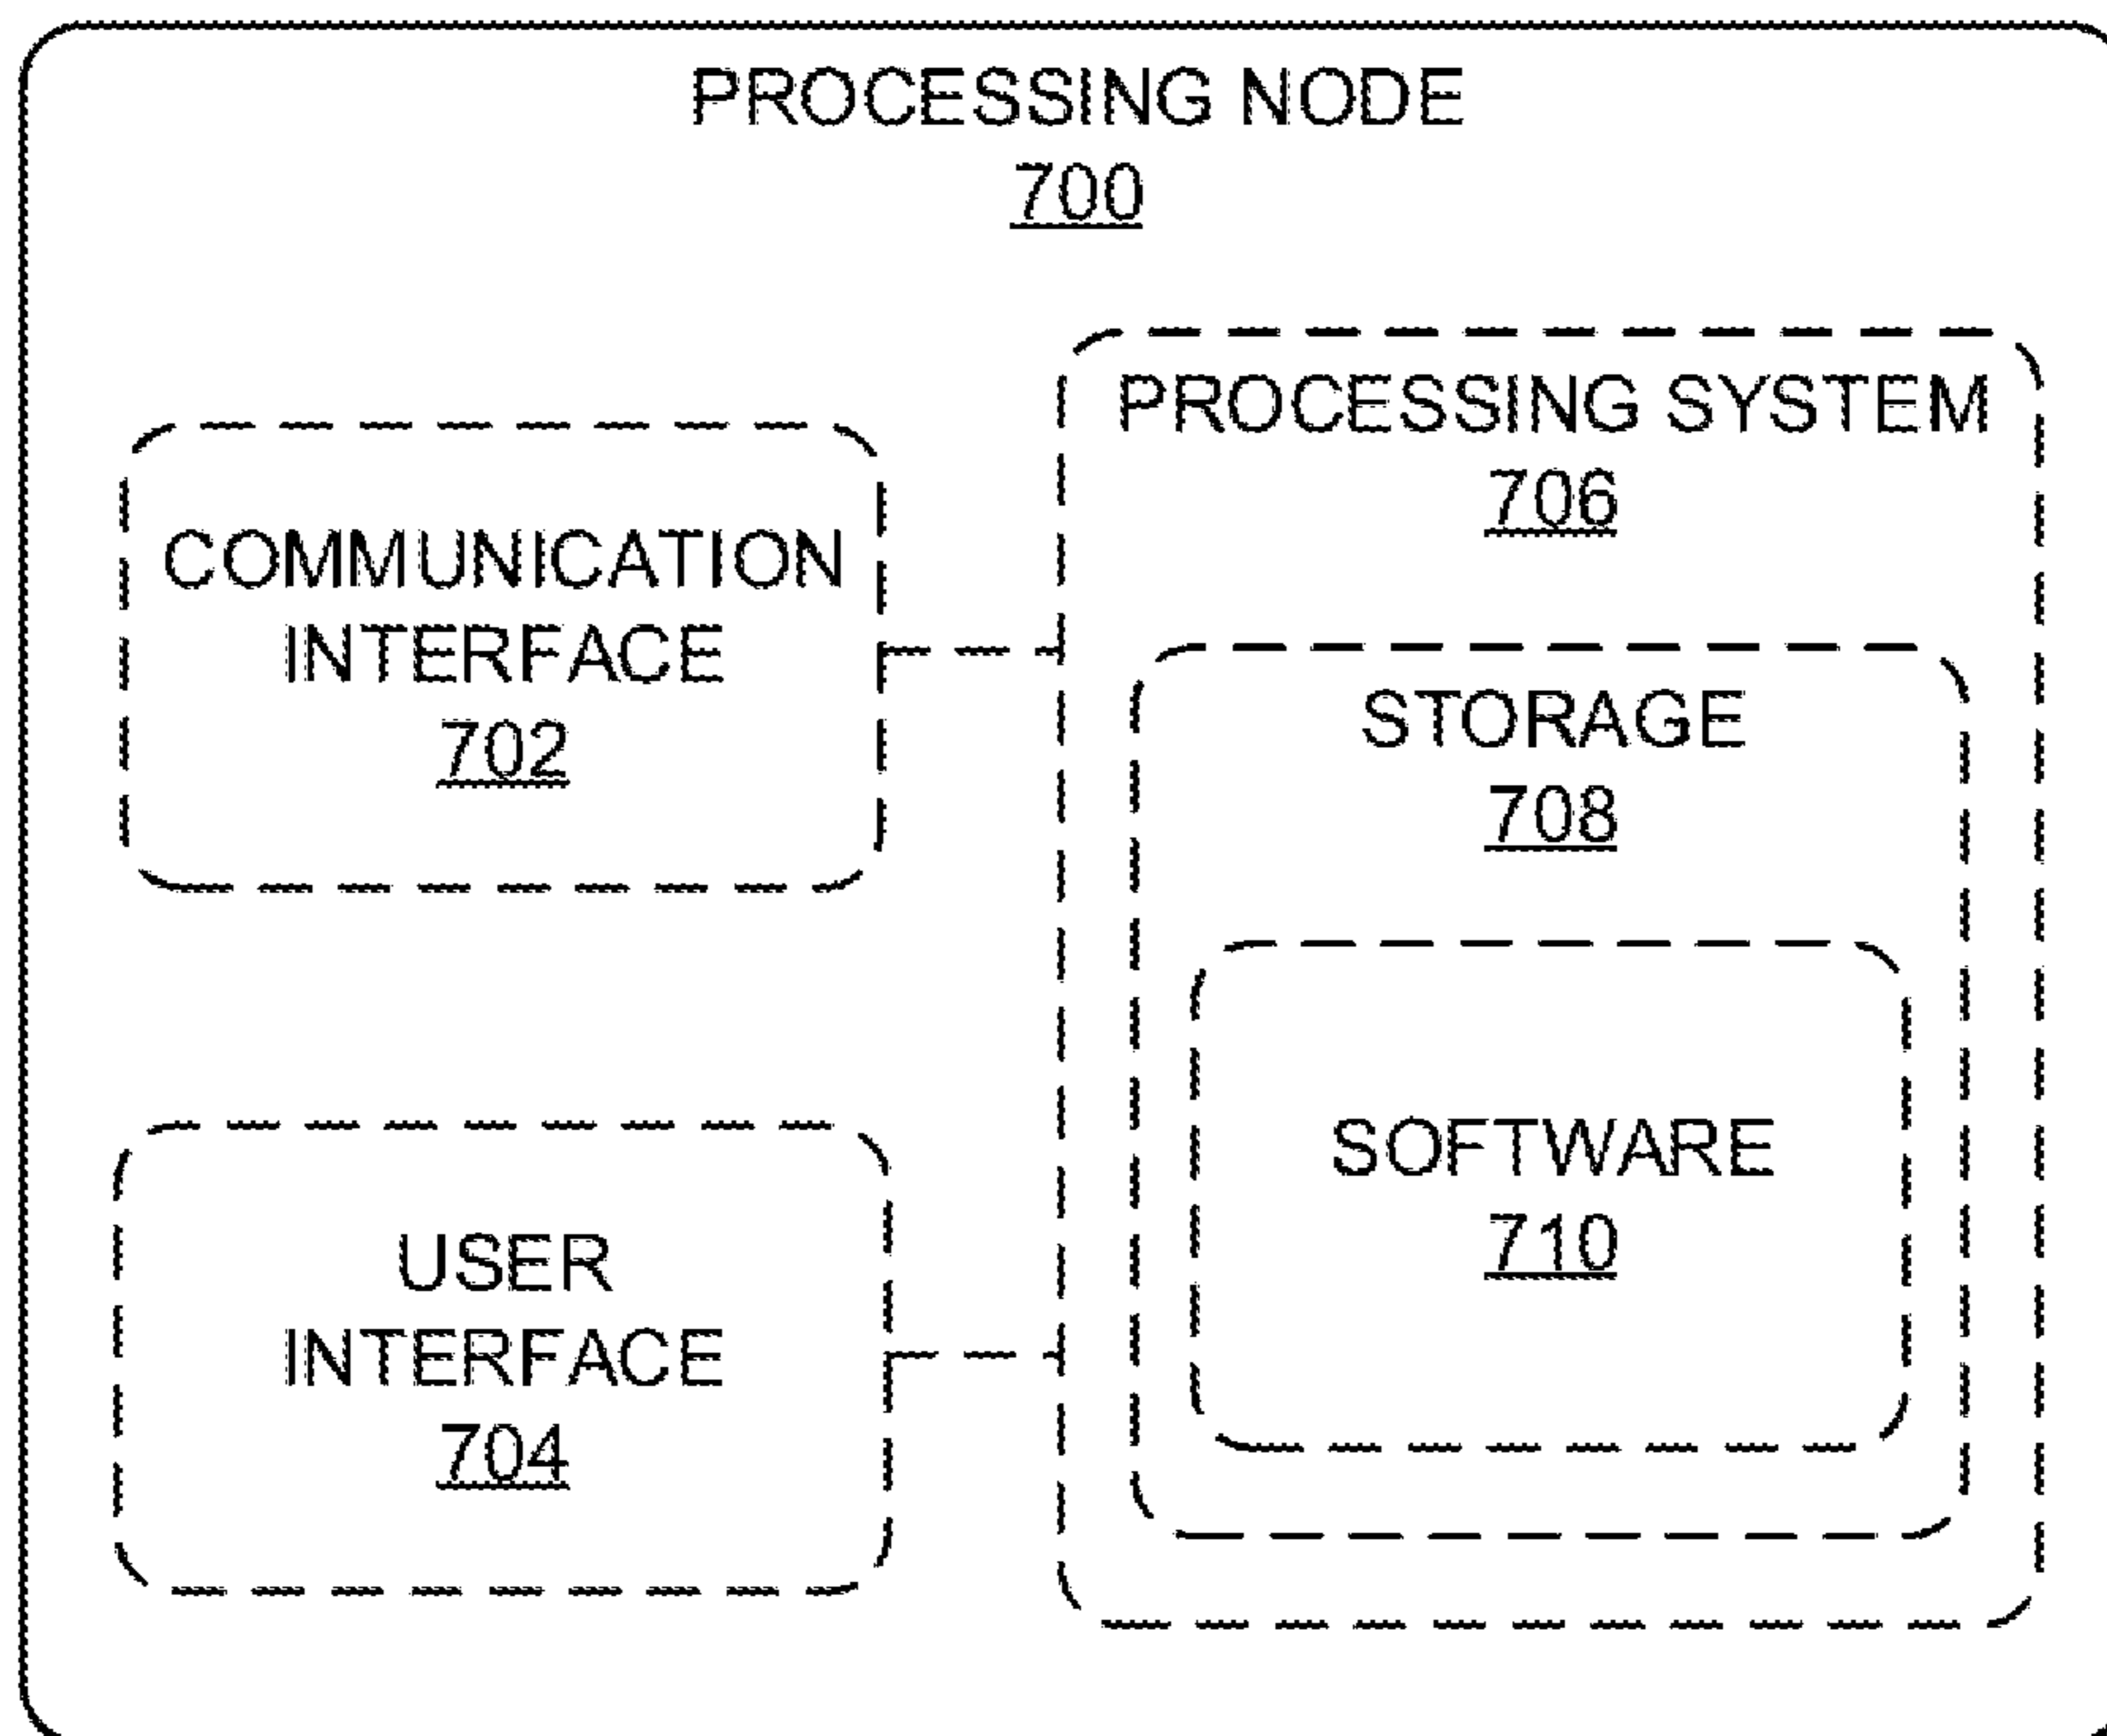 PROCESSING NODE
700
COMMUNICATION
INTERFACE
702
USER
INTERFACE
704
PROCESSING SYSTEM
706
STORAGE
708
SOFTWARE
710